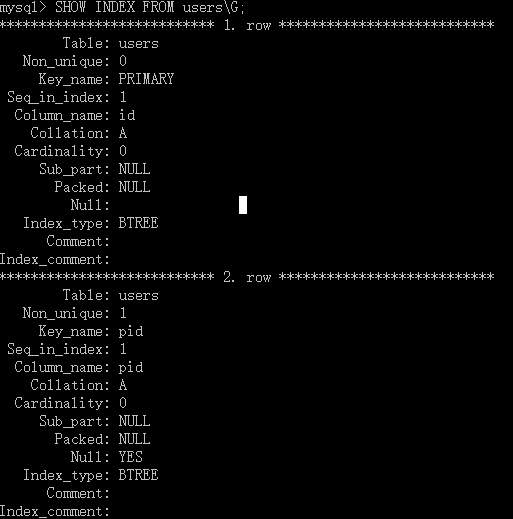 mysql> SHOW INDEX FROM users\G;
*************************** 1. row ***************************
Table: users
Non_unique: 0
Key_name: PRIMARY
Seq_in_index: 1
Column_name: id
Collation: A
Cardinality: 0
Sub_part: NULL
Packed: NULL
Null:
Index_type: BTREE
Comment:
Index_comment:
*************************** 2. row ***************************
Table: users
Non_unique: 1
Key_name: pid
Seq_in_index: 1
Column_name: pid
Collation: A
Cardinality: 0
Sub_part: NULL
Packed: NULL
Null: YES
Index_type: BTREE
Comment:
Index_comment: